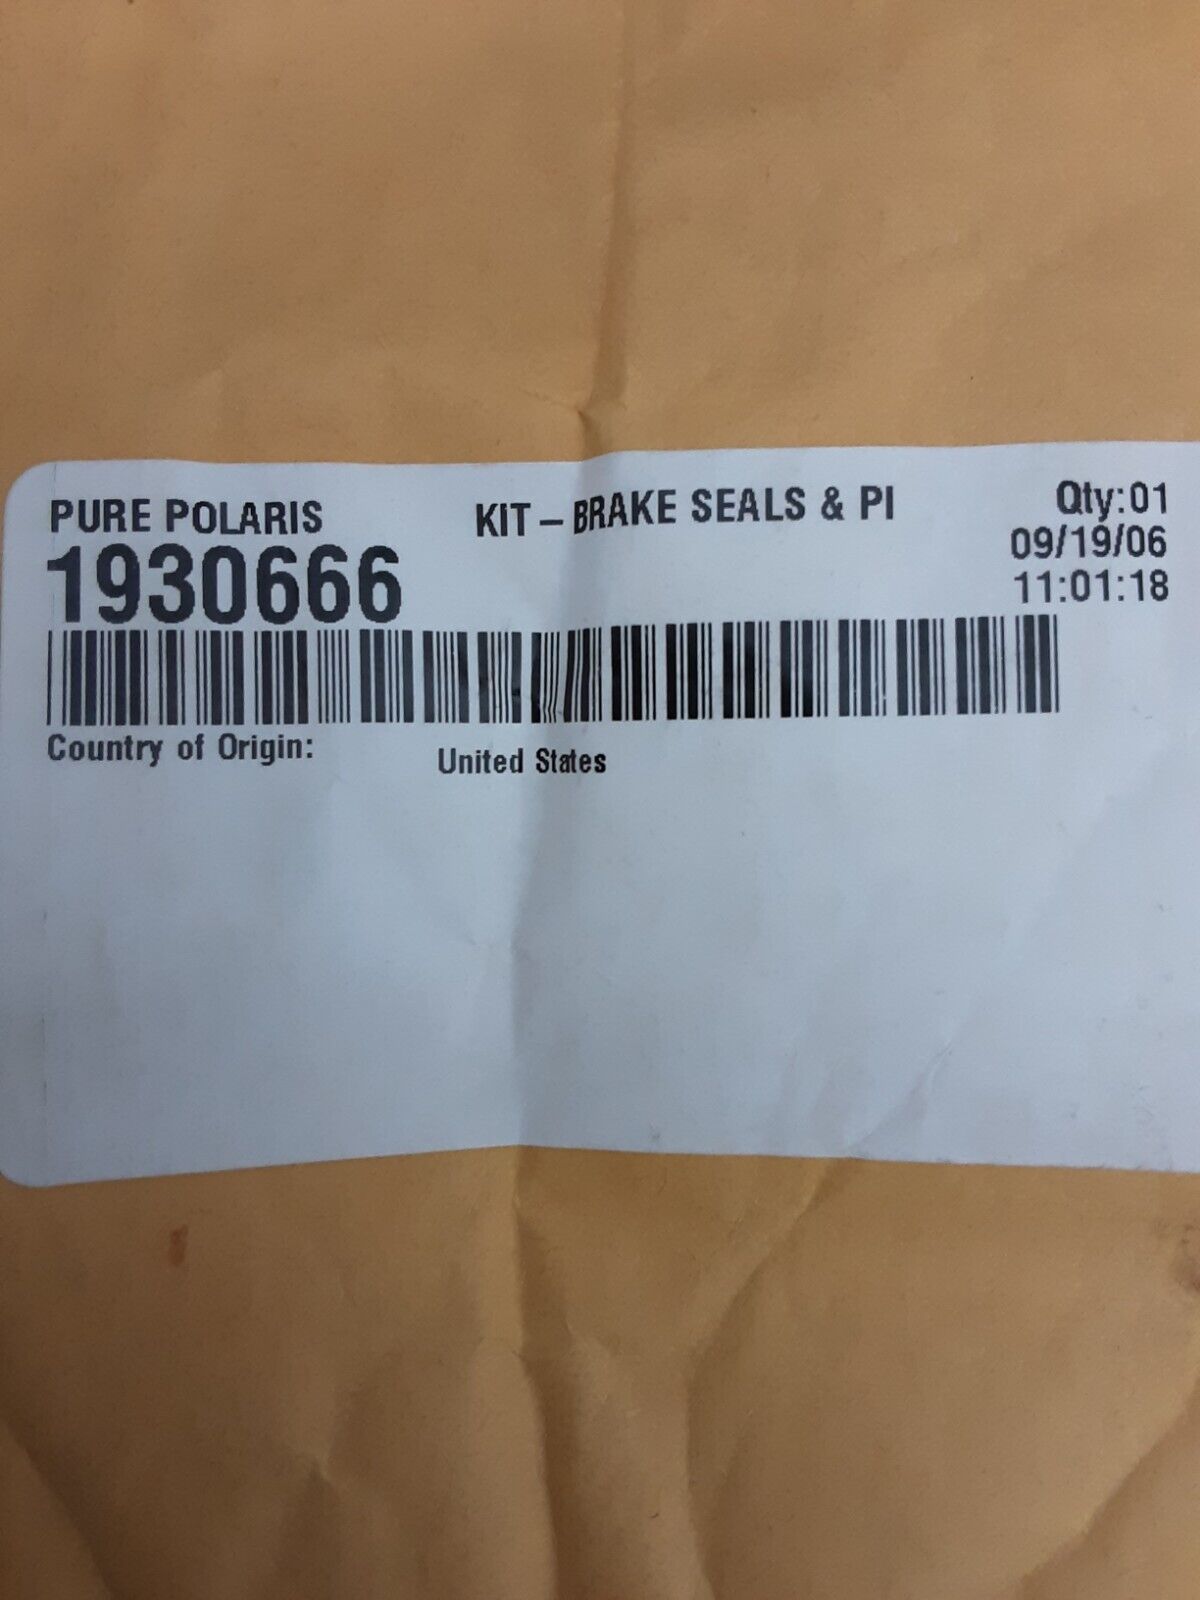 PURE POLARIS KIT – BRAKE SEALS & PI Qty:01
09/19/06
1930666 11:01:18
Country of Origin: United States